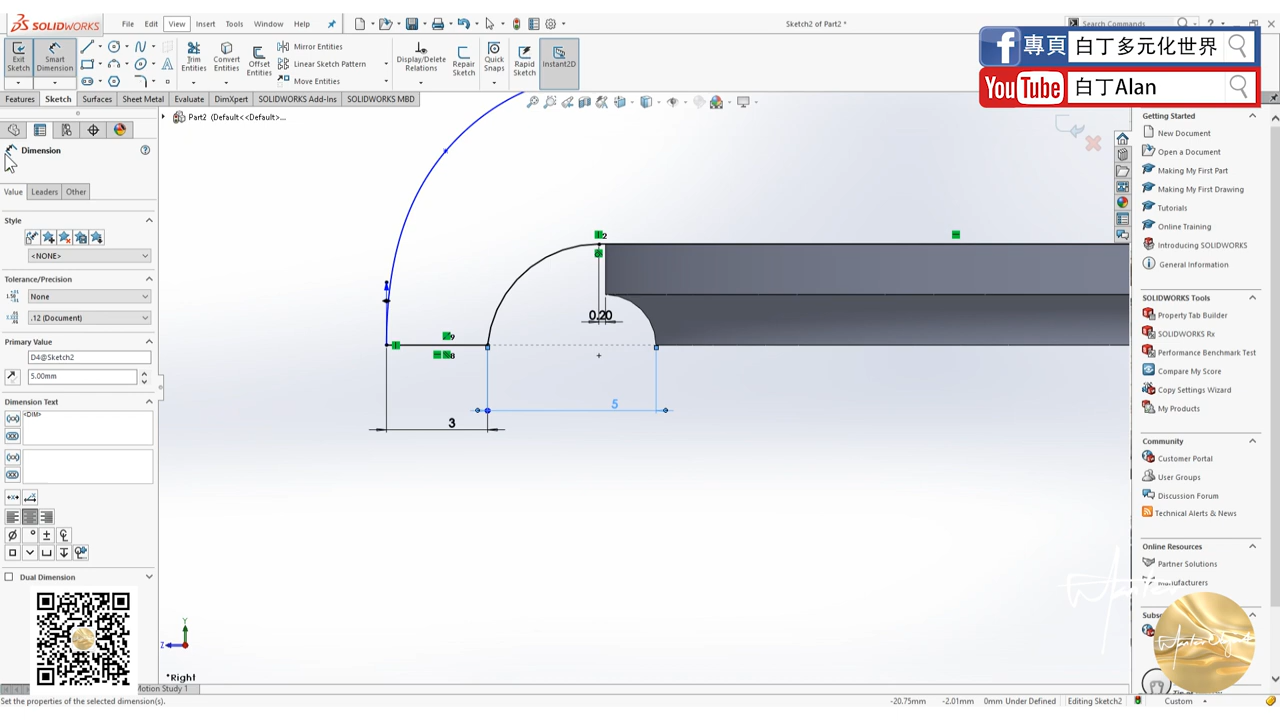 SOLIDWORKS
File Edit View Insert Tools Window Help
Sketch2 of Part2 *
Search Commands
Exit Sketch
Smart Dimension
Trim Entities
Convert Entities
Offset Entities
Mirror Entities
Linear Sketch Pattern
Move Entities
Display/Delete Relations
Repair Sketch
Quick Snaps
Rapid Sketch
Instant2D
專頁 白丁多元化世界
YouTube 白丁Alan
Features Sketch Surfaces Sheet Metal Evaluate DimXpert SOLIDWORKS Add-Ins SOLIDWORKS MBD
Part2 (Default<<Default>...
Dimension
Value Leaders Other
Style
<NONE>
Tolerance/Precision
None
.12 (Document)
Primary Value
D4@Sketch2
5.00mm
Dimension Text
<DIM>
Dual Dimension
2
0.20
9
8
5
3
Y
Z
*Right
Getting Started
New Document
Open a Document
Making My First Part
Making My First Drawing
Tutorials
Online Training
Introducing SOLIDWORKS
General Information
SOLIDWORKS Tools
Property Tab Builder
SOLIDWORKS Rx
Performance Benchmark Test
Compare My Score
Copy Settings Wizard
My Products
Community
Customer Portal
User Groups
Discussion Forum
Technical Alerts & News
Online Resources
Partner Solutions
Manufacturers
Motion Study 1
Set the properties of the selected dimension(s).
-20.75mm -2.01mm 0mm Under Defined Editing Sketch2 Custom